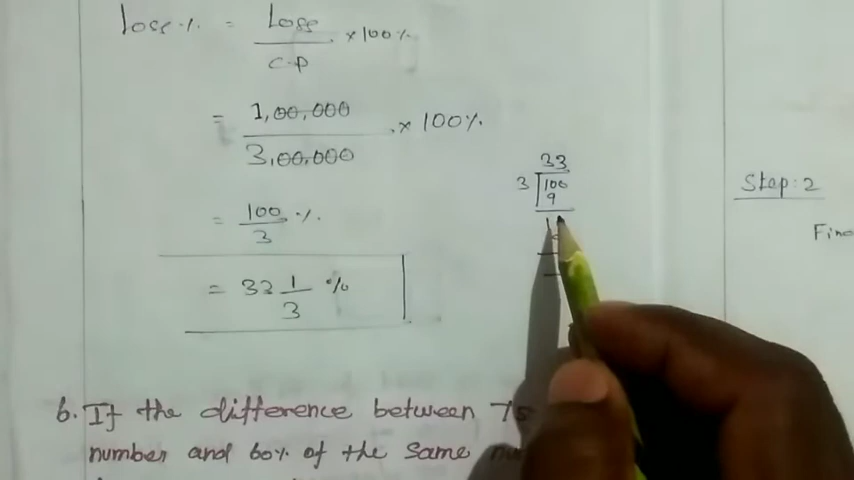 Loss % = Loss / C.P × 100%
= 1,00,000 / 3,00,000 × 100%
= 100 / 3 %
= 33 1/3 %
33
3 100
9
1
Step: 2
Find
6. If the difference between 75
number and 60% of the same